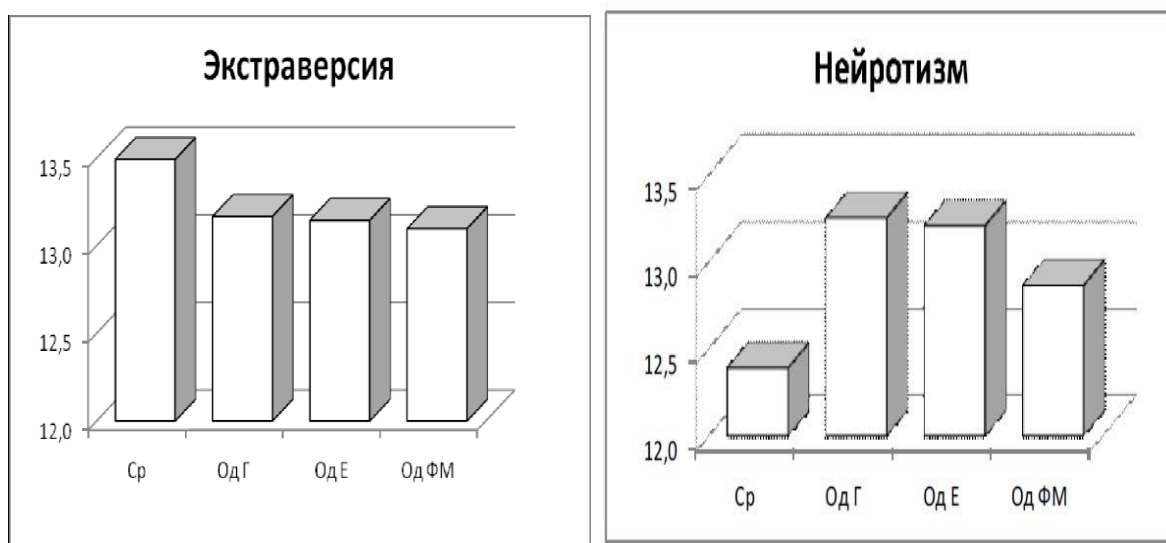 Экстраверсия
13,5
13,0
12,5
12,0
Ср Од Г Од Е Од ФМ
Нейротизм
13,5
13,0
12,5
12,0
Ср Од Г Од Е Од ФМ